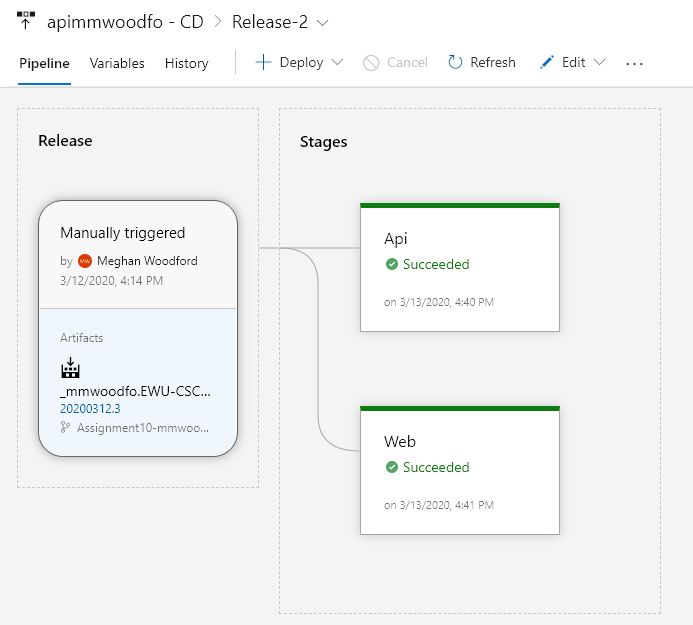 apimmwoodfo - CD > Release-2
Pipeline Variables History Deploy Cancel Refresh Edit ...
Release
Manually triggered
by MW Meghan Woodford
3/12/2020, 4:14 PM
Artifacts
_mmwoodfo.EWU-CSC...
20200312.3
Assignment10-mmwoo...
Stages
Api
Succeeded
on 3/13/2020, 4:40 PM
Web
Succeeded
on 3/13/2020, 4:41 PM